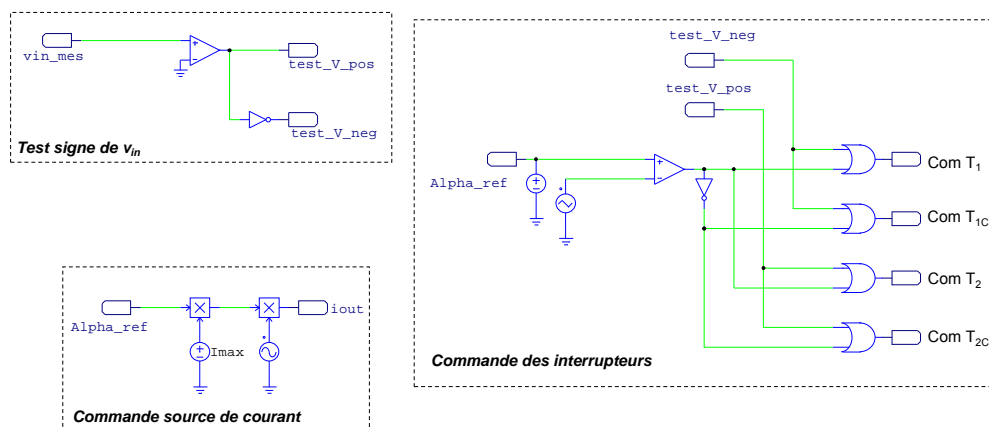 vin_mes
test_V_pos
test_V_neg
Test signe de vin
test_V_neg
test_V_pos
Alpha_ref
Com T1
Com T1C
Com T2
Com T2C
Commande des interrupteurs
Alpha_ref
Imax
iout
Commande source de courant